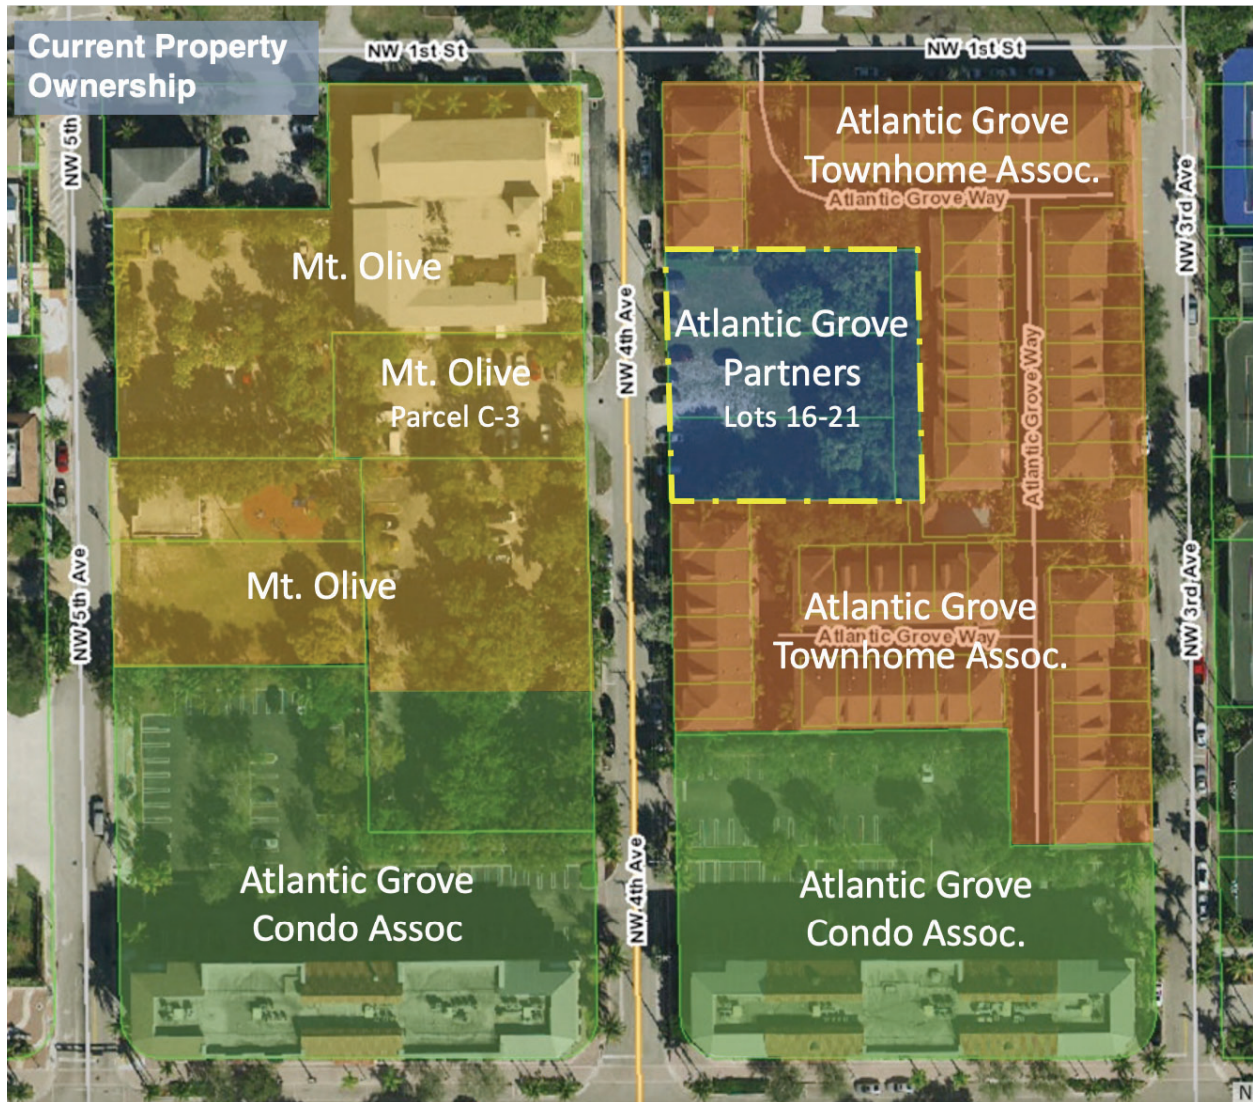 Current Property
Ownership
NW 1st St
NW 1st St
NW 5th A
NW 3rd Ave
Atlantic Grove
Townhome Assoc.
Atlantic Grove Way
Mt. Olive
NW 4th Ave
Atlantic Grove
Partners
Lots 16-21
Mt. Olive
Parcel C-3
Atlantic Grove Way
Mt. Olive
NW 5th Ave
NW 3rd Ave
Atlantic Grove
Atlantic Grove Way
Townhome Assoc.
Atlantic Grove
Condo Assoc
NW 4th Ave
Atlantic Grove
Condo Assoc.
N